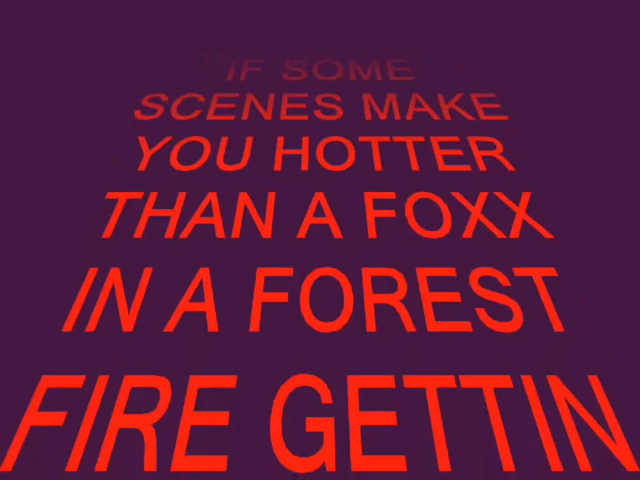 IF SOME
SCENES MAKE
YOU HOTTER
THAN A FOXX
IN A FOREST
FIRE GETTIN